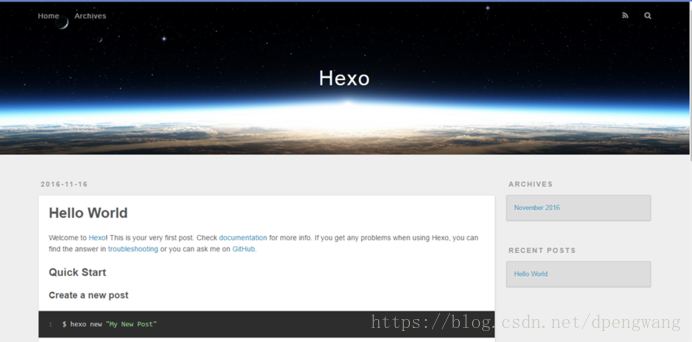 Home Archives
Hexo
2016-11-16
Hello World
Welcome to Hexo! This is your very first post. Check documentation for more info. If you get any problems when using Hexo, you can
find the answer in troubleshooting or you can ask me on GitHub.
Quick Start
Create a new post
1 $ hexo new "My New Post"
ARCHIVES
November 2016
RECENT POSTS
Hello World
https://blog.csdn.net/dpengwang